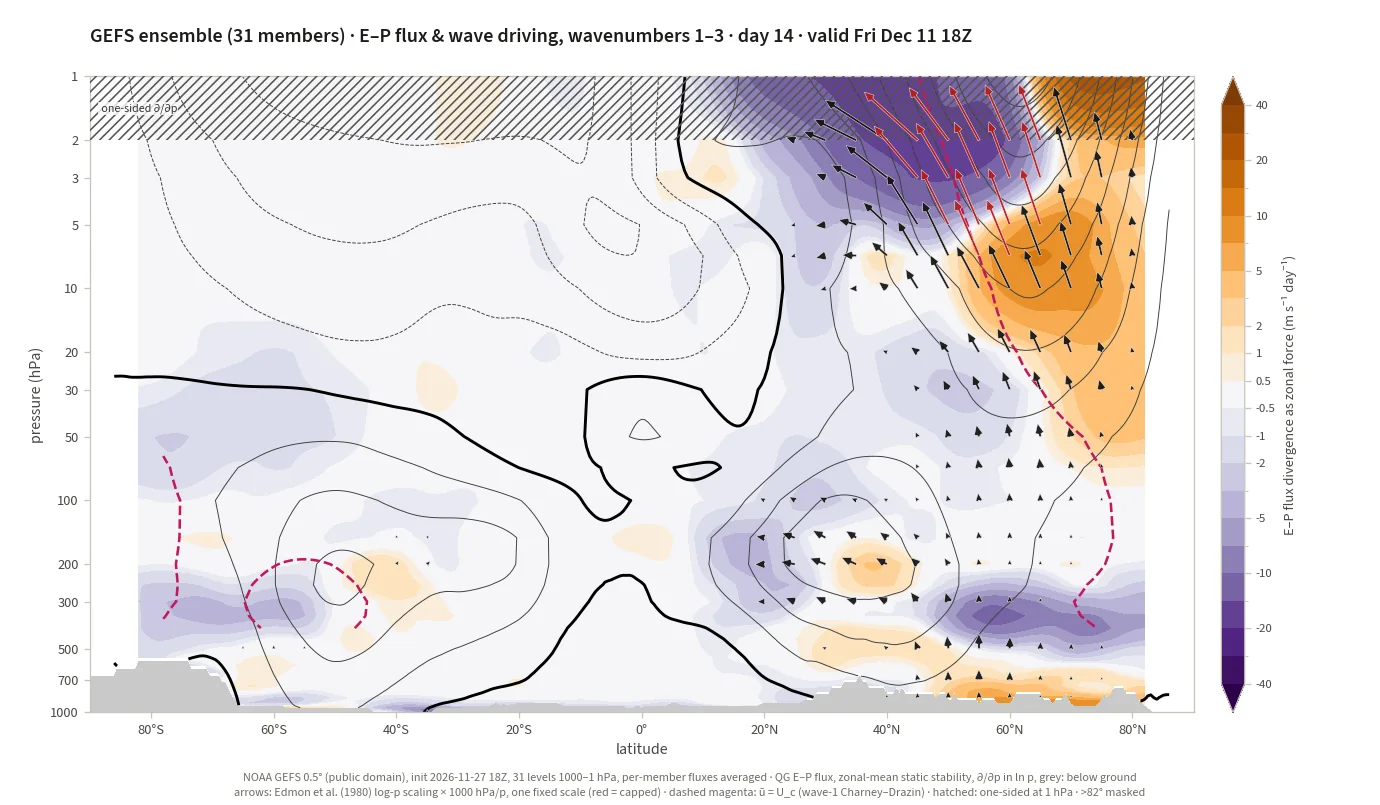 GEFS ensemble (31 members) · E–P flux & wave driving, wavenumbers 1–3 · day 14 · valid Fri Dec 11 18Z
one-sided ∂/∂p
pressure (hPa)
1
2
3
5
10
20
30
50
100
200
300
500
700
1000
80°S
60°S
40°S
20°S
0°
20°N
40°N
60°N
80°N
latitude
40
20
10
5
2
1
0.5
-0.5
-1
-2
-5
-10
-20
-40
E–P flux divergence as zonal force (m s⁻¹ day⁻¹)
NOAA GEFS 0.5° (public domain), init 2026-11-27 18Z, 31 levels 1000–1 hPa, per-member fluxes averaged · QG E–P flux, zonal-mean static stability, ∂/∂p in ln p, grey: below ground
arrows: Edmon et al. (1980) log-p scaling × 1000 hPa/p, one fixed scale (red = capped) · dashed magenta: ū = U_c (wave-1 Charney–Drazin) · hatched: one-sided at 1 hPa · >82° masked